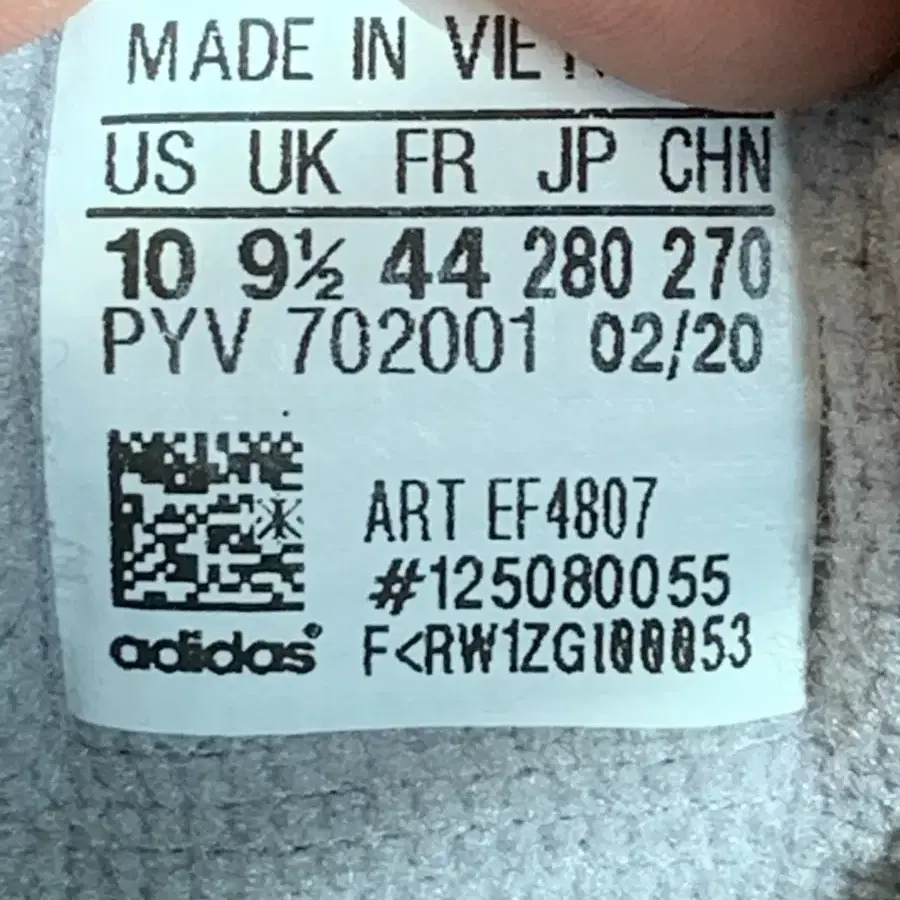 MADE IN VIE
US UK FR JP CHN
10 9½ 44 280 270
PYV 702001 02/20
ART EF4807
#125080055
adidas